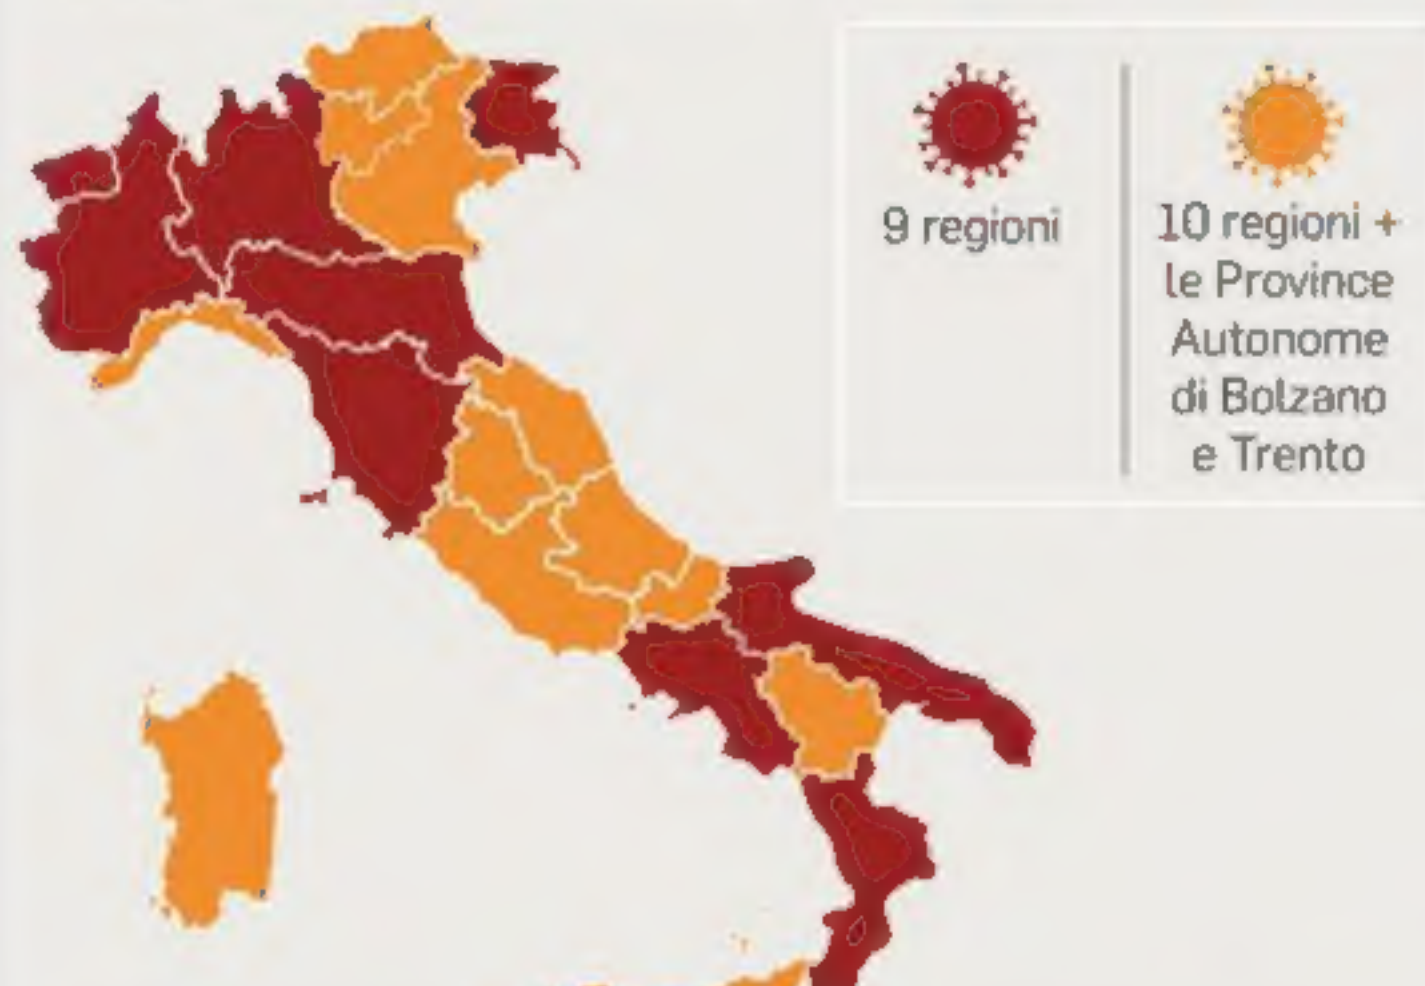 9 regioni
10 regioni +
le Province
Autonome
di Bolzano
e Trento